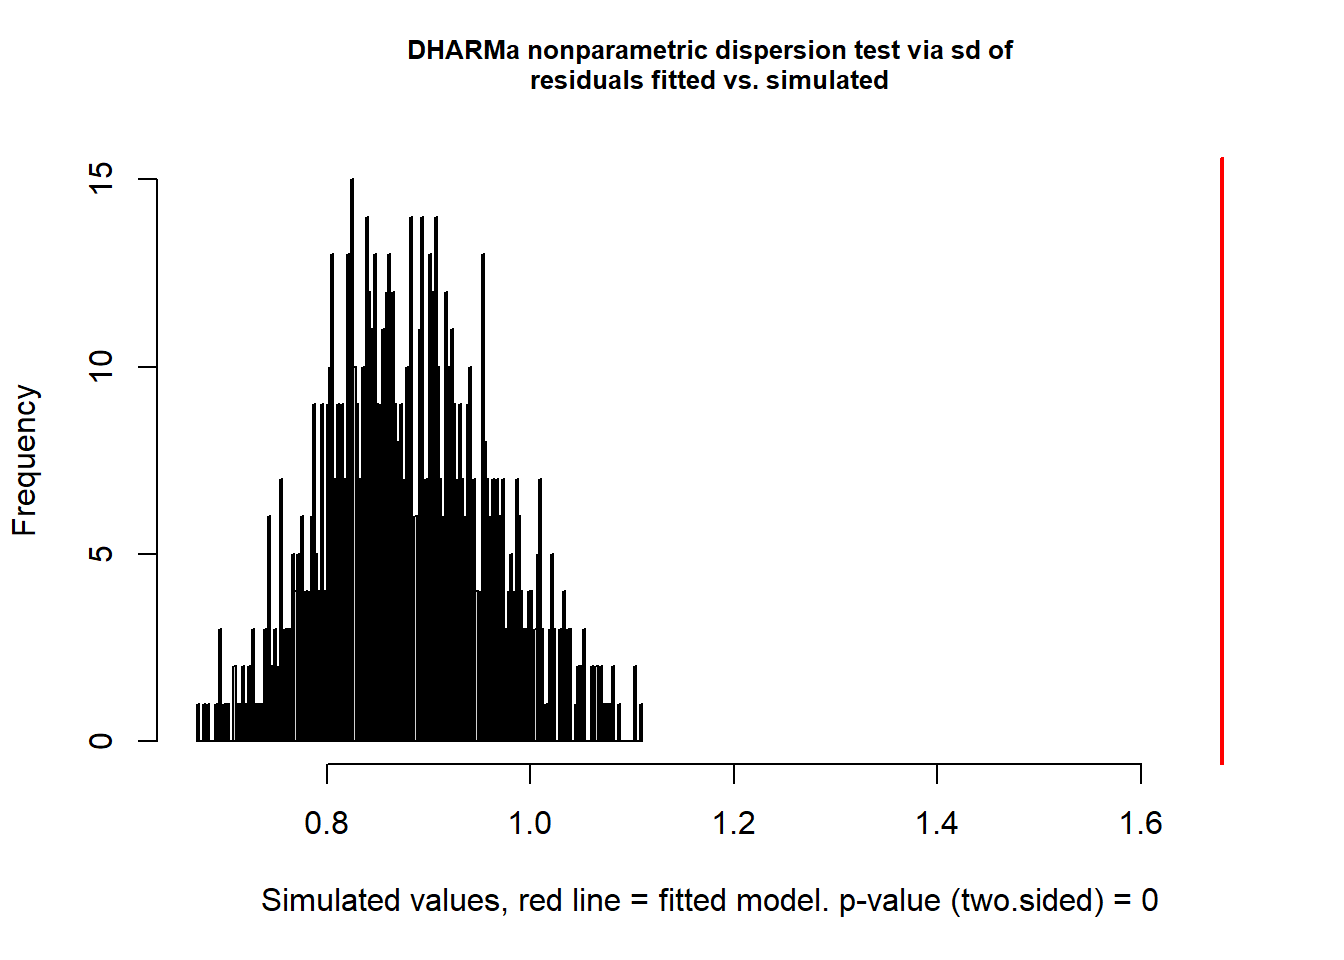 DHARMa nonparametric dispersion test via sd of
residuals fitted vs. simulated
Frequency
15
10
5
0
0.8 1.0 1.2 1.4 1.6
Simulated values, red line = fitted model. p-value (two.sided) = 0